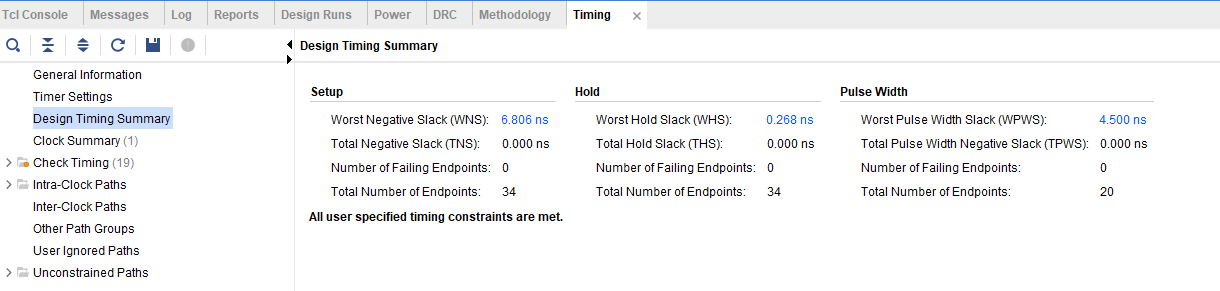 Tcl Console Messages Log Reports Design Runs Power DRC Methodology Timing
Design Timing Summary
General Information
Timer Settings
Design Timing Summary
Clock Summary (1)
Check Timing (19)
Intra-Clock Paths
Inter-Clock Paths
Other Path Groups
User Ignored Paths
Unconstrained Paths
Setup Hold Pulse Width
Worst Negative Slack (WNS): 6.806 ns Worst Hold Slack (WHS): 0.268 ns Worst Pulse Width Slack (WPWS): 4.500 ns
Total Negative Slack (TNS): 0.000 ns Total Hold Slack (THS): 0.000 ns Total Pulse Width Negative Slack (TPWS): 0.000 ns
Number of Failing Endpoints: 0 Number of Failing Endpoints: 0 Number of Failing Endpoints: 0
Total Number of Endpoints: 34 Total Number of Endpoints: 34 Total Number of Endpoints: 20
All user specified timing constraints are met.